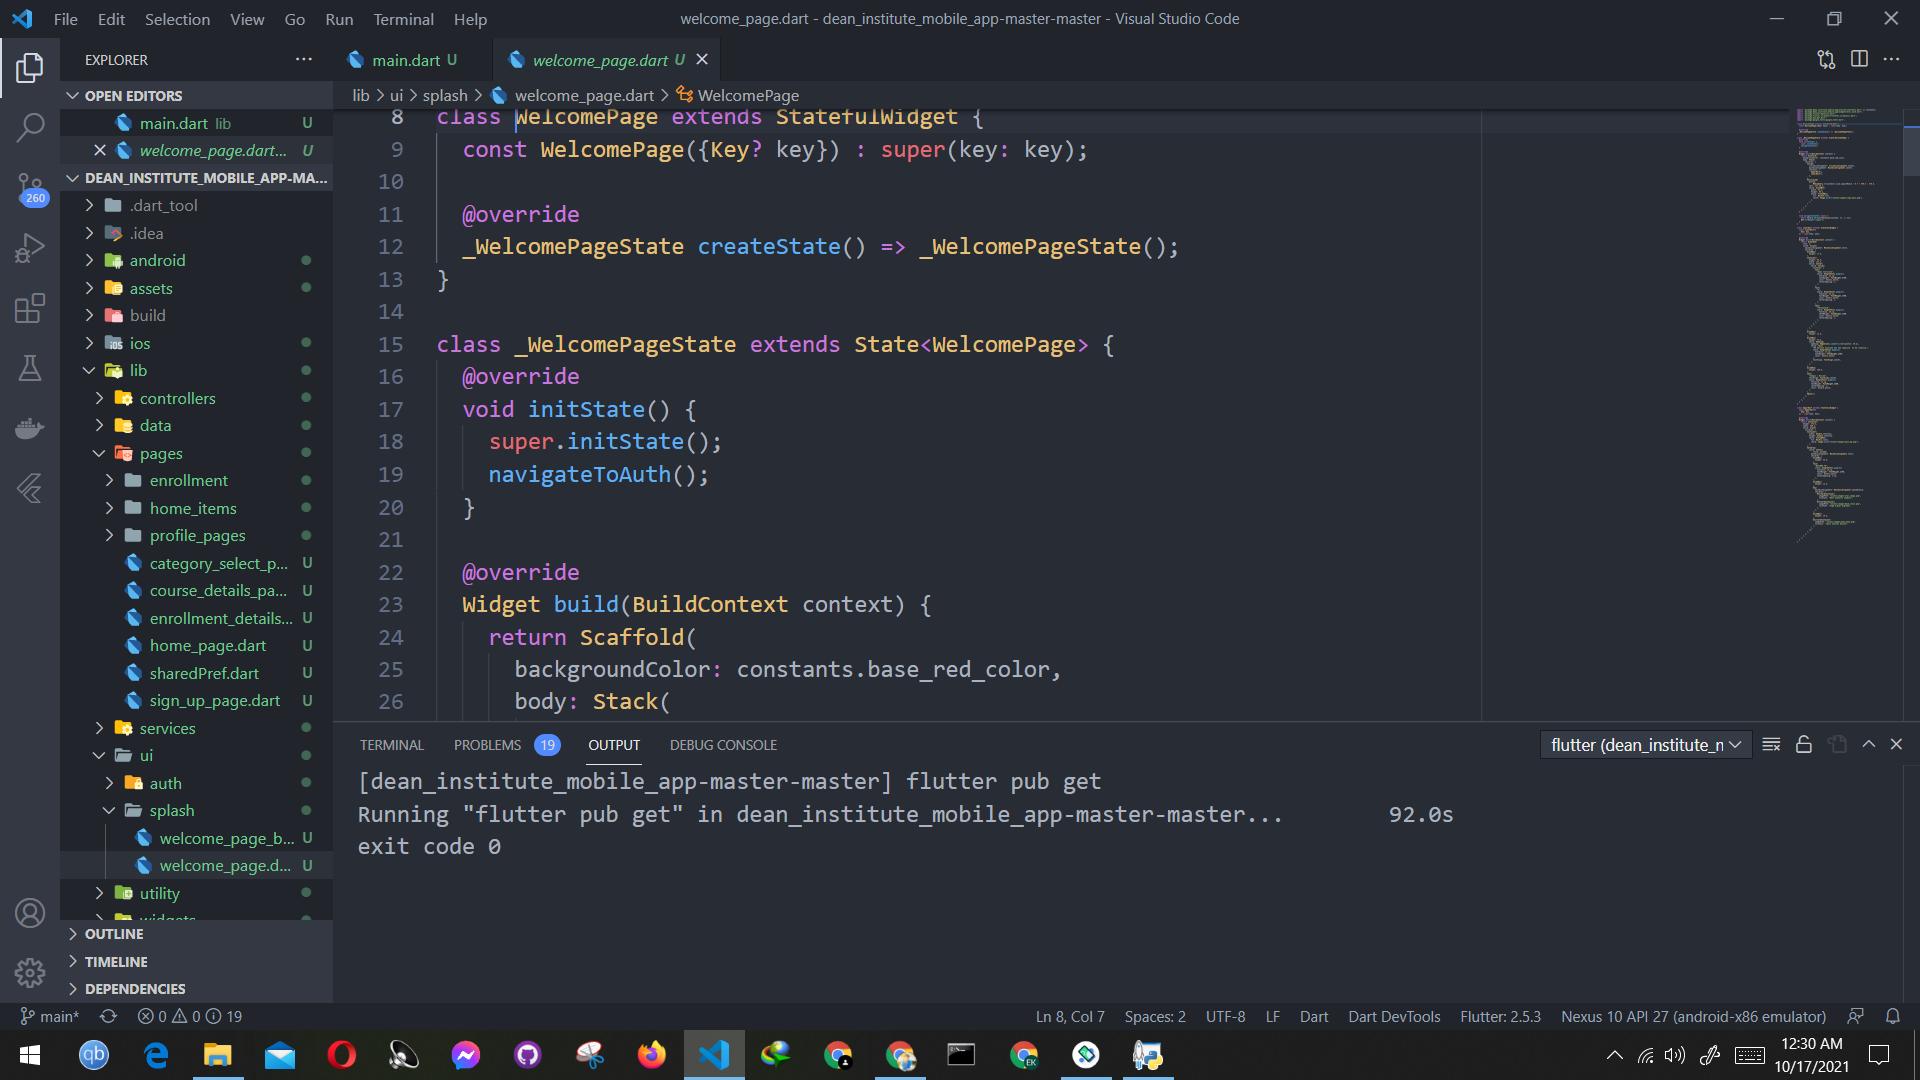 File Edit Selection View Go Run Terminal Help
welcome_page.dart - dean_institute_mobile_app-master-master - Visual Studio Code
EXPLORER
OPEN EDITORS
main.dart lib U
welcome_page.dart... U
DEAN_INSTITUTE_MOBILE_APP-MA...
.dart_tool
.idea
android
assets
build
ios
lib
controllers
data
pages
enrollment
home_items
profile_pages
category_select_p... U
course_details_pa... U
enrollment_details... U
home_page.dart U
sharedPref.dart U
sign_up_page.dart U
services
ui
auth
splash
welcome_page_b... U
welcome_page.d... U
utility
widgets
OUTLINE
TIMELINE
DEPENDENCIES
260
main.dart U
welcome_page.dart U
lib > ui > splash > welcome_page.dart > WelcomePage
8 class WelcomePage extends StatefulWidget {
9 const WelcomePage({Key? key}) : super(key: key);
10
11 @override
12 _WelcomePageState createState() => _WelcomePageState();
13 }
14
15 class _WelcomePageState extends State<WelcomePage> {
16 @override
17 void initState() {
18 super.initState();
19 navigateToAuth();
20 }
21
22 @override
23 Widget build(BuildContext context) {
24 return Scaffold(
25 backgroundColor: constants.base_red_color,
26 body: Stack(
TERMINAL PROBLEMS 19 OUTPUT DEBUG CONSOLE
flutter (dean_institute_r
[dean_institute_mobile_app-master-master] flutter pub get
Running "flutter pub get" in dean_institute_mobile_app-master-master... 92.0s
exit code 0
main* 0 0 19
Ln 8, Col 7 Spaces: 2 UTF-8 LF Dart Dart DevTools Flutter: 2.5.3 Nexus 10 API 27 (android-x86 emulator)
qb
EK
12:30 AM
10/17/2021